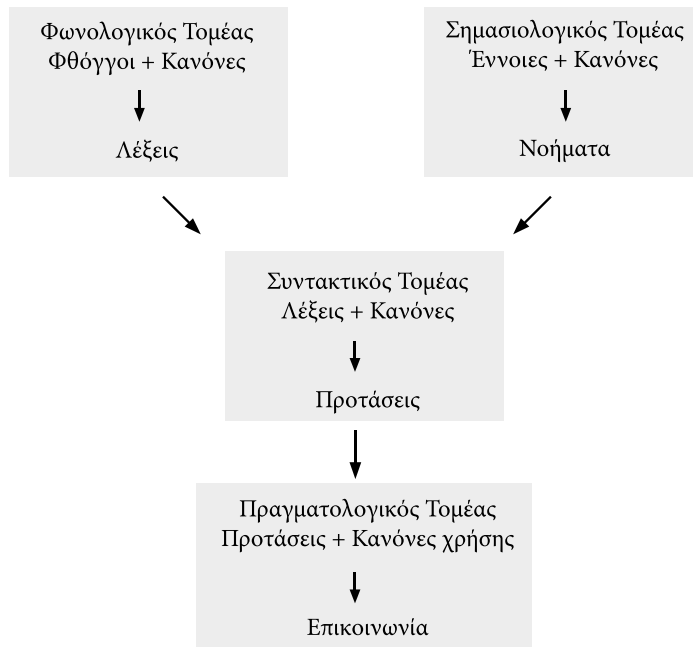 Φωνολογικός Τομέας
Φθόγγοι + Κανόνες
Λέξεις
Σημασιολογικός Τομέας
Έννοιες + Κανόνες
Νοήματα
Συντακτικός Τομέας
Λέξεις + Κανόνες
Προτάσεις
Πραγματολογικός Τομέας
Προτάσεις + Κανόνες χρήσης
Επικοινωνία